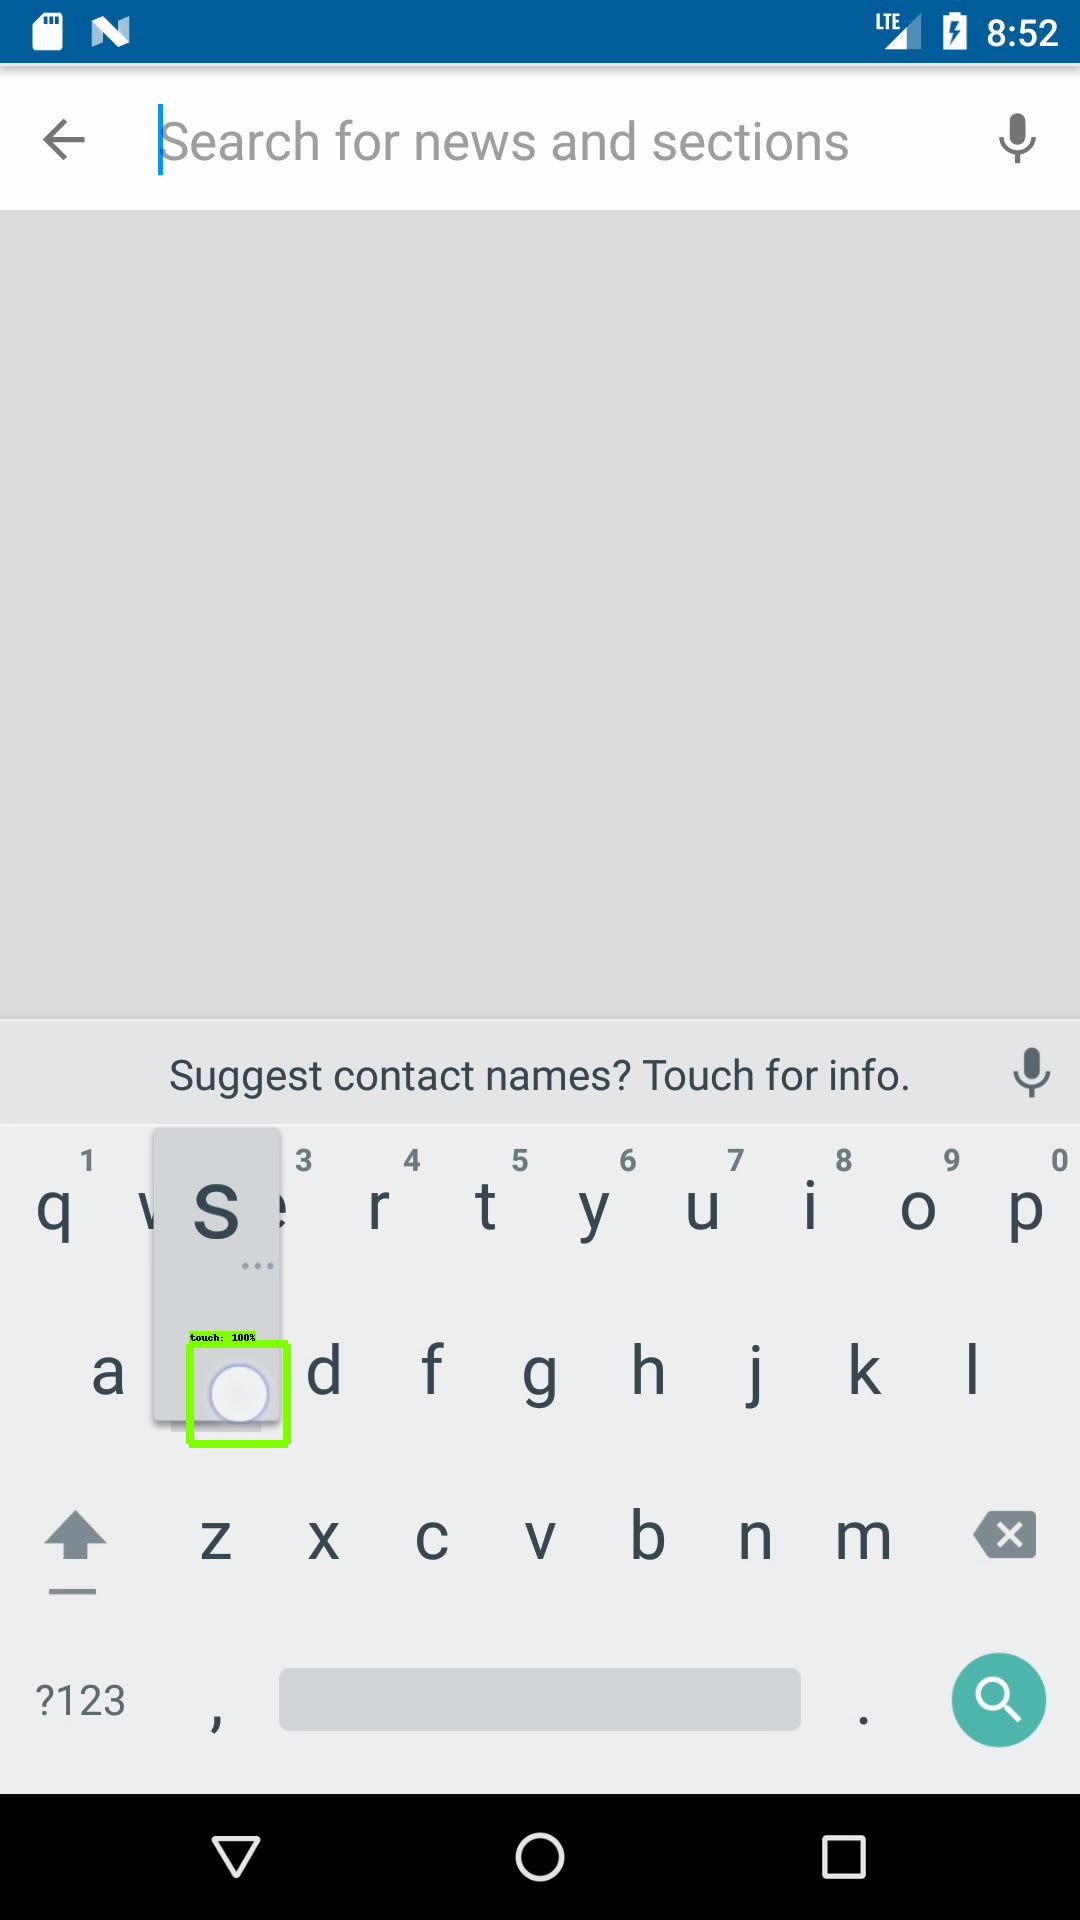 LTE 8:52
Search for news and sections
Suggest contact names? Touch for info.
1 3 4 5 6 7 8 9 0
q w s e r t y u i o p
touch: 100%
a d f g h j k l
z x c v b n m
?123 , .